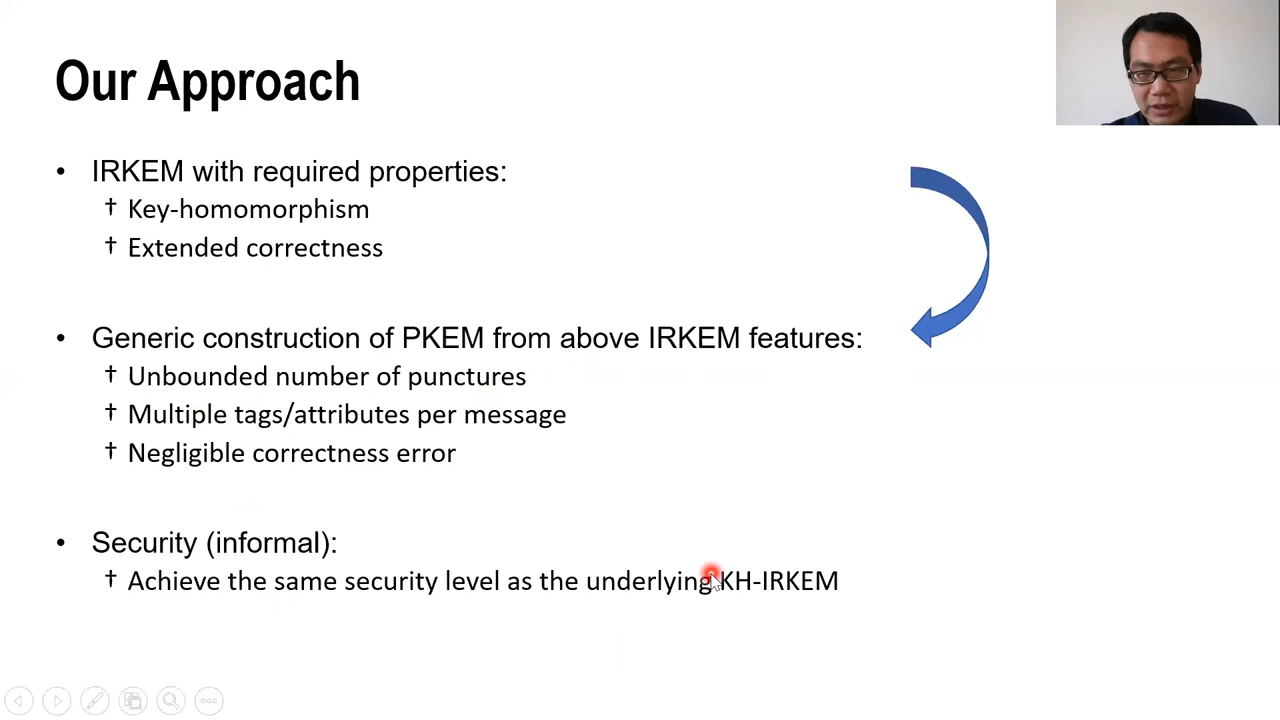 Our Approach
• IRKEM with required properties:
† Key-homomorphism
† Extended correctness
• Generic construction of PKEM from above IRKEM features:
† Unbounded number of punctures
† Multiple tags/attributes per message
† Negligible correctness error
• Security (informal):
† Achieve the same security level as the underlying KH-IRKEM